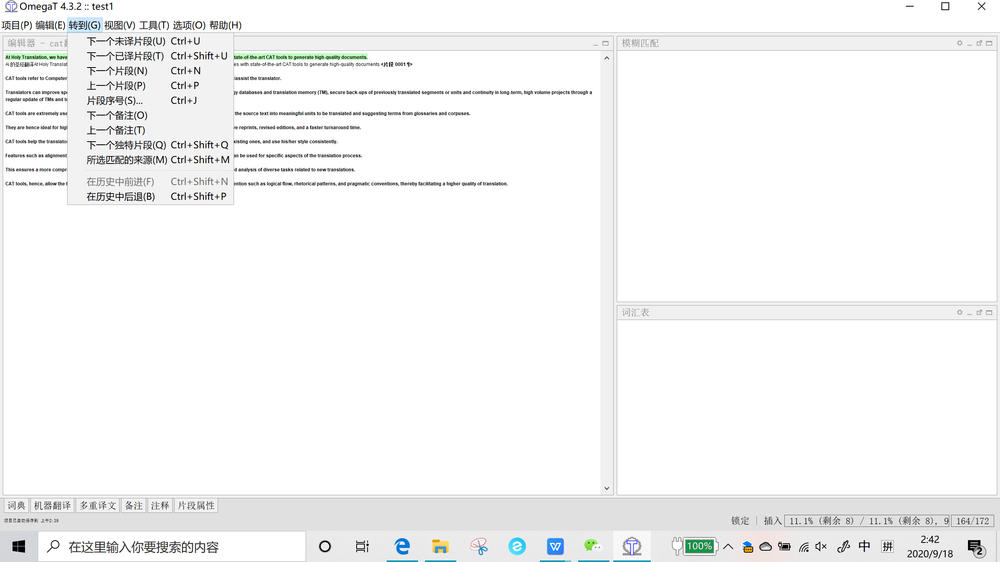 OmegaT 4.3.2 :: test1
项目(P) 编辑(E) 转到(G) 视图(V) 工具(T) 选项(O) 帮助(H)
编辑器 - cat
下一个未译片段(U) Ctrl+U
下一个已译片段(T) Ctrl+Shift+U
下一个片段(N) Ctrl+N
上一个片段(P) Ctrl+P
片段序号(S)... Ctrl+J
下一个备注(O)
上一个备注(T)
下一个独特片段(Q) Ctrl+Shift+Q
所选匹配的来源(M) Ctrl+Shift+M
在历史中前进(F) Ctrl+Shift+N
在历史中后退(B) Ctrl+Shift+P
At Holy Translation, we have tate-of-the-art CAT tools to generate high-quality documents.
Ai 的圣经翻译At Holy Translat es with state-of-the-art CAT tools to generate high-quality documents.<片段 0001 ¶>
CAT tools refer to Computer /assist the translator.
Translators can improve spe gy databases and translation memory (TM), secure back-ups of previously translated segments or units and continuity in long-term, high volume projects through a
regular update of TMs and te
CAT tools are extremely use the source text into meaningful units to be translated and suggesting terms from glossaries and corpuses.
They are hence ideal for high ve reprints, revised editions, and a faster turnaround time.
CAT tools help the translator xisting ones, and use his/her style consistently.
Features such as alignment an be used for specific aspects of the translation process.
This ensures a more compr d analysis of diverse tasks related to new translations.
CAT tools, hence, allow the t ention such as logical flow, rhetorical patterns, and pragmatic conventions, thereby facilitating a higher quality of translation.
模糊匹配
词汇表
词典 机器翻译 多重译文 备注 注释 片段属性
项目已自动保存到 上午2:39
锁定 插入 11.1% (剩余 8) / 11.1% (剩余 8), 9 164/172
在这里输入你要搜索的内容
100%
中 拼
2:42
2020/9/18
2